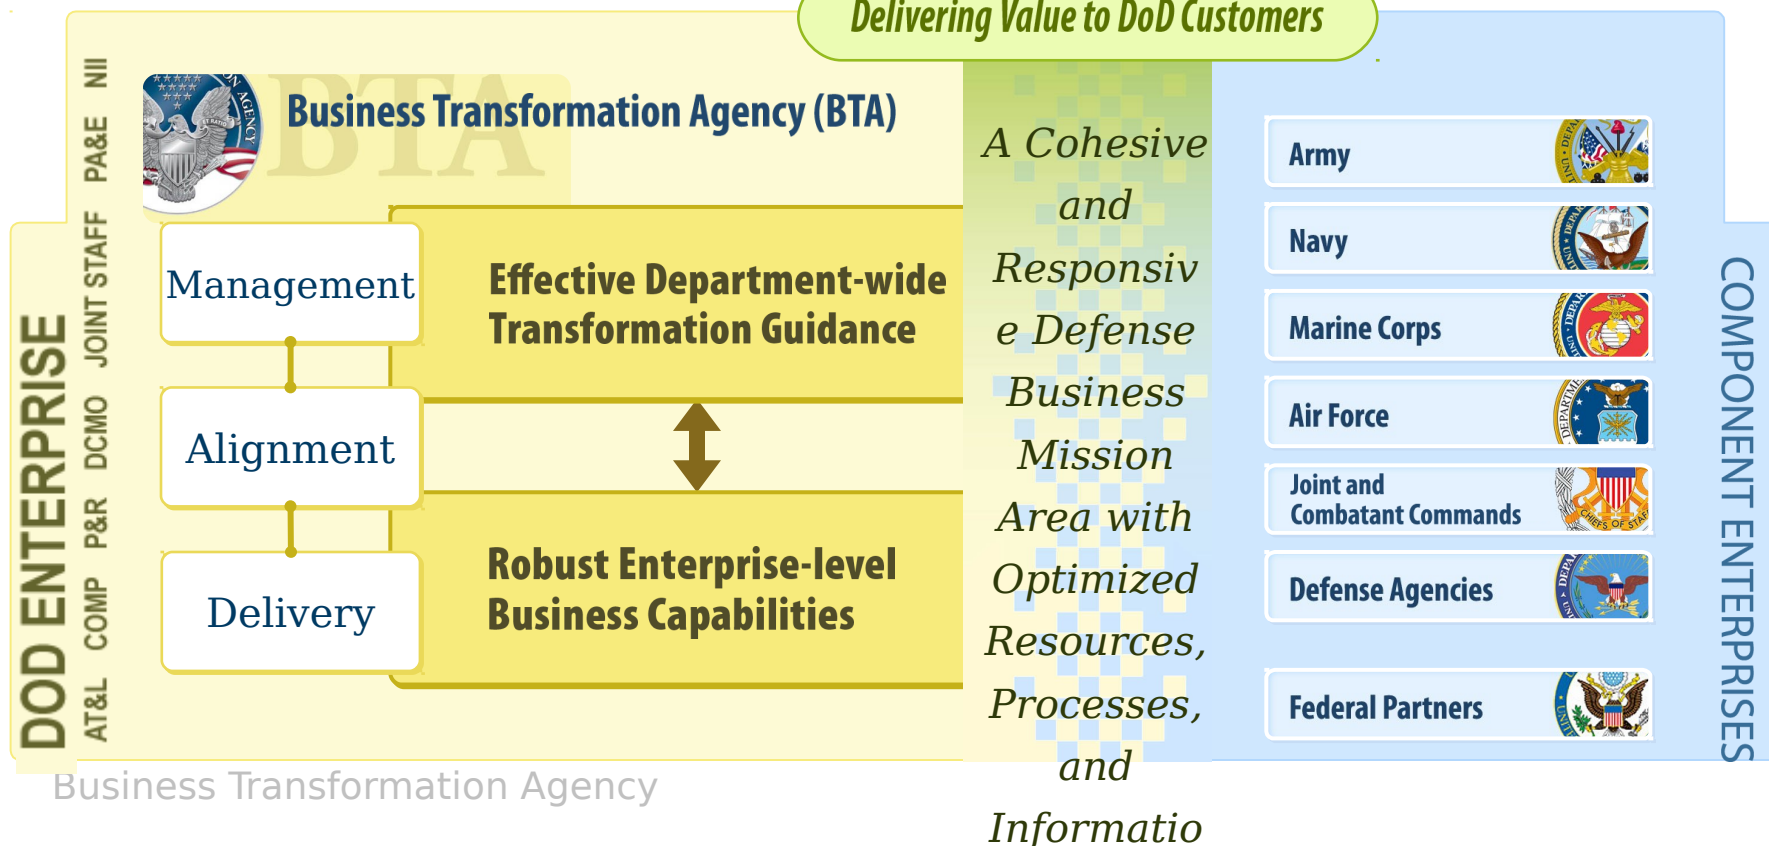 Delivering Value to DoD Customers
DOD ENTERPRISE
AT&L COMP P&R DCMO JOINT STAFF PA&E NII
BTA
Business Transformation Agency (BTA)
Management
Alignment
Delivery
Effective Department-wide
Transformation Guidance
Robust Enterprise-level
Business Capabilities
A Cohesive
and
Responsiv
e Defense
Business
Mission
Area with
Optimized
Resources,
Processes,
and
Informatio
Army
Navy
Marine Corps
Air Force
Joint and
Combatant Commands
Defense Agencies
Federal Partners
COMPONENT ENTERPRISES
Business Transformation Agency